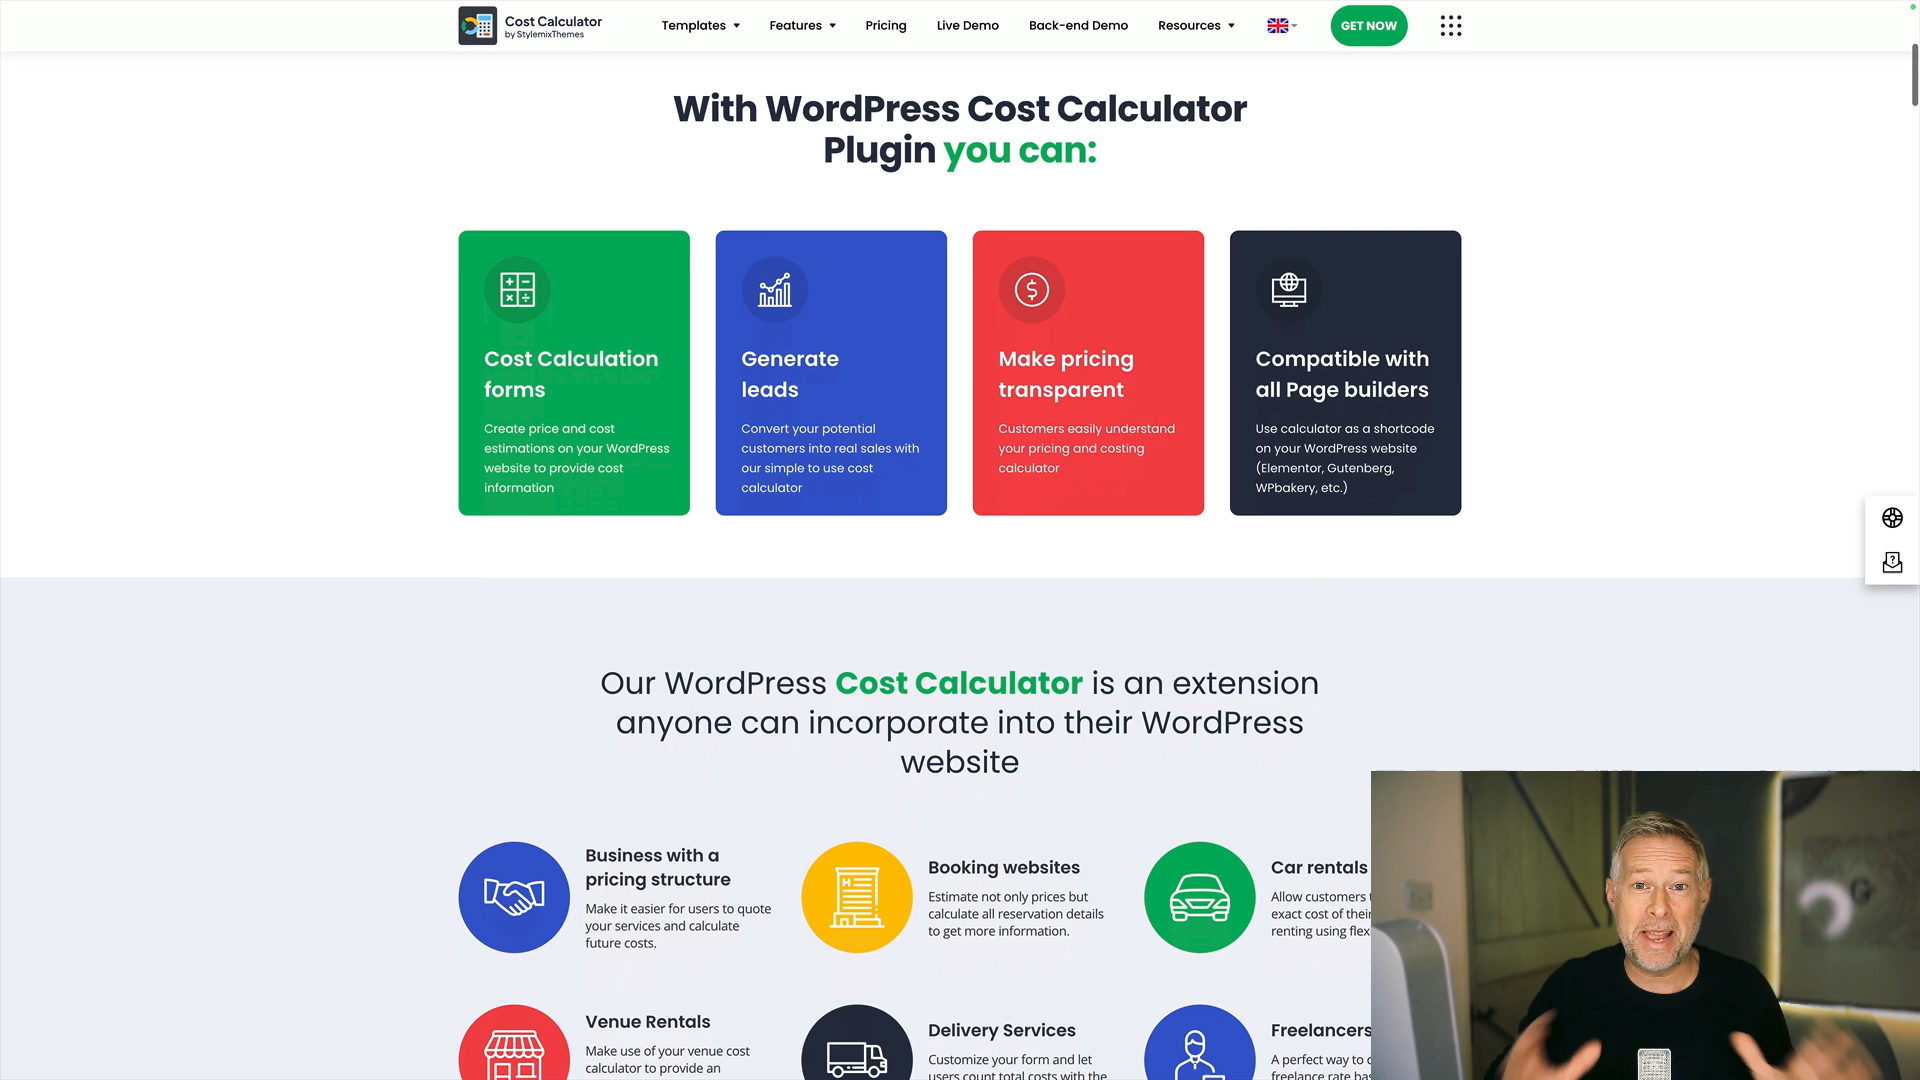 Cost Calculator
by StylemixThemes
Templates
Features
Pricing
Live Demo
Back-end Demo
Resources
GET NOW
With WordPress Cost Calculator
Plugin you can:
Cost Calculation
forms
Create price and cost
estimations on your WordPress
website to provide cost
information
Generate
leads
Convert your potential
customers into real sales with
our simple to use cost
calculator
Make pricing
transparent
Customers easily understand
your pricing and costing
calculator
Compatible with
all Page builders
Use calculator as a shortcode
on your WordPress website
(Elementor, Gutenberg,
WPbakery, etc.)
Our WordPress Cost Calculator is an extension
anyone can incorporate into their WordPress
website
Business with a
pricing structure
Make it easier for users to quote
your services and calculate
future costs.
Booking websites
Estimate not only prices but
calculate all reservation details
to get more information.
Car rentals
Allow customers
exact cost of their
renting using flex
Venue Rentals
Make use of your venue cost
calculator to provide an
Delivery Services
Customize your form and let
users count total costs with the
Freelancers
A perfect way to
freelance rate